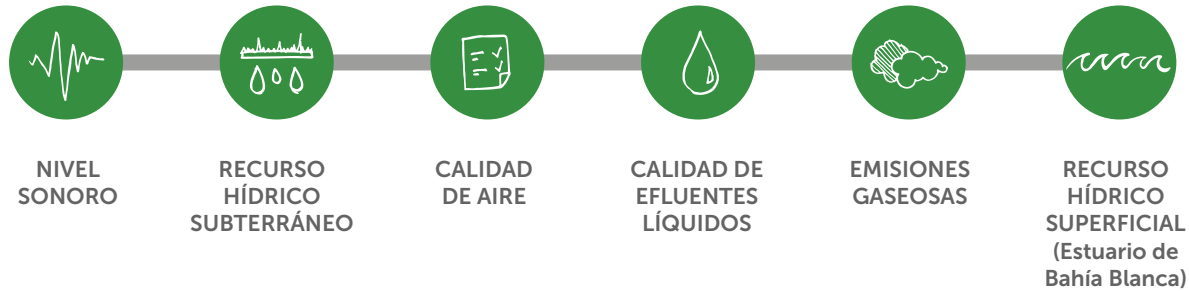 NIVEL
SONORO
RECURSO
HÍDRICO
SUBTERRÁNEO
CALIDAD
DE AIRE
CALIDAD DE
EFLUENTES
LÍQUIDOS
EMISIONES
GASEOSAS
RECURSO
HÍDRICO
SUPERFICIAL
(Estuario de
Bahía Blanca)